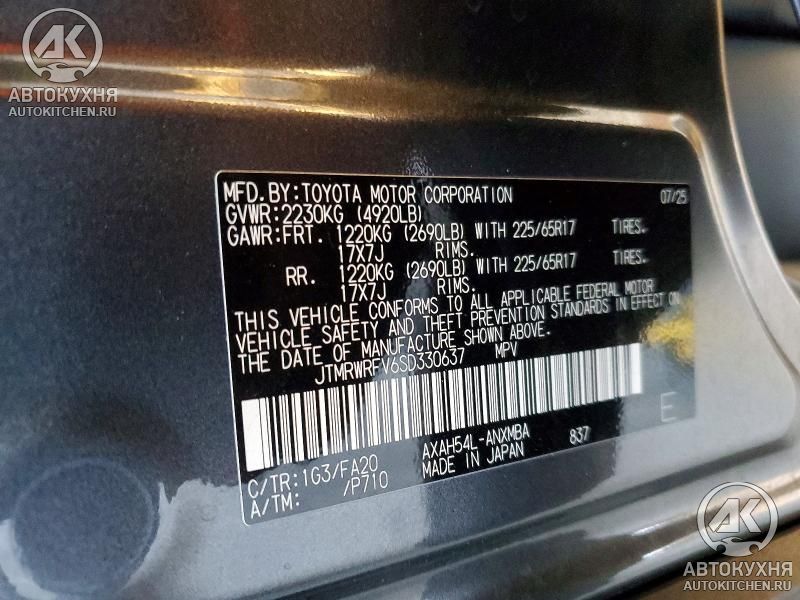 AK
АВТОКУХНЯ
AUTOKITCHEN.RU
MFD.BY:TOYOTA MOTOR CORPORATION 07/25
GVWR:2230KG (4920LB)
GAWR:FRT. 1220KG (2690LB) WITH 225/65R17 TIRES.
17X7J RIMS.
RR. 1220KG (2690LB) WITH 225/65R17 TIRES.
17X7J RIMS.
THIS VEHICLE CONFORMS TO ALL APPLICABLE FEDERAL MOTOR
VEHICLE SAFETY AND THEFT PREVENTION STANDARDS IN EFFECT ON
THE DATE OF MANUFACTURE SHOWN ABOVE.
JTMRWRFV6SD330637 MPV
E
AXAH54L-ANXMBA 837
C/TR:1G3/FA20 MADE IN JAPAN
A/TM: /P710
AK
АВТОКУХНЯ
AUTOKITCHEN.RU